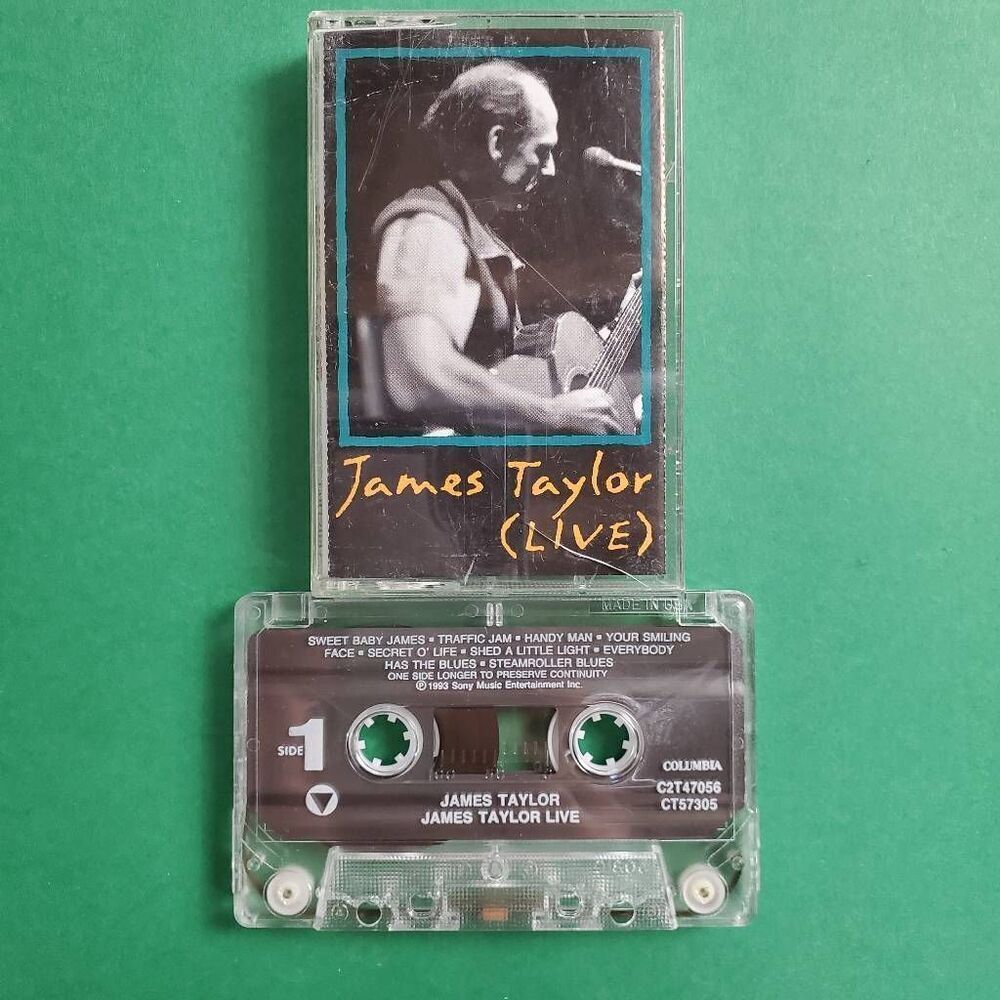 James Taylor
(LIVE)
MADE IN USA
SWEET BABY JAMES ▪ TRAFFIC JAM ▪ HANDY MAN ▪ YOUR SMILING
FACE ▪ SECRET O' LIFE ▪ SHED A LITTLE LIGHT ▪ EVERYBODY
HAS THE BLUES ▪ STEAMROLLER BLUES
ONE SIDE LONGER TO PRESERVE CONTINUITY
℗ 1993 Sony Music Entertainment Inc.
SIDE 1
COLUMBIA
C2T47056
CT57305
JAMES TAYLOR
JAMES TAYLOR LIVE